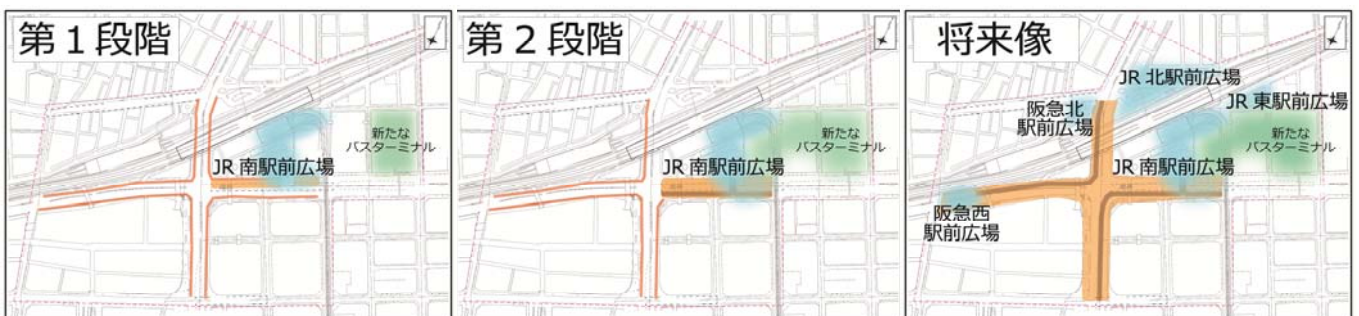 第1段階
新たな
バスターミナル
JR 南駅前広場
第2段階
新たな
バスターミナル
JR 南駅前広場
将来像
JR 北駅前広場
JR 東駅前広場
阪急北
駅前広場
新たな
バスターミナル
JR 南駅前広場
阪急西
駅前広場